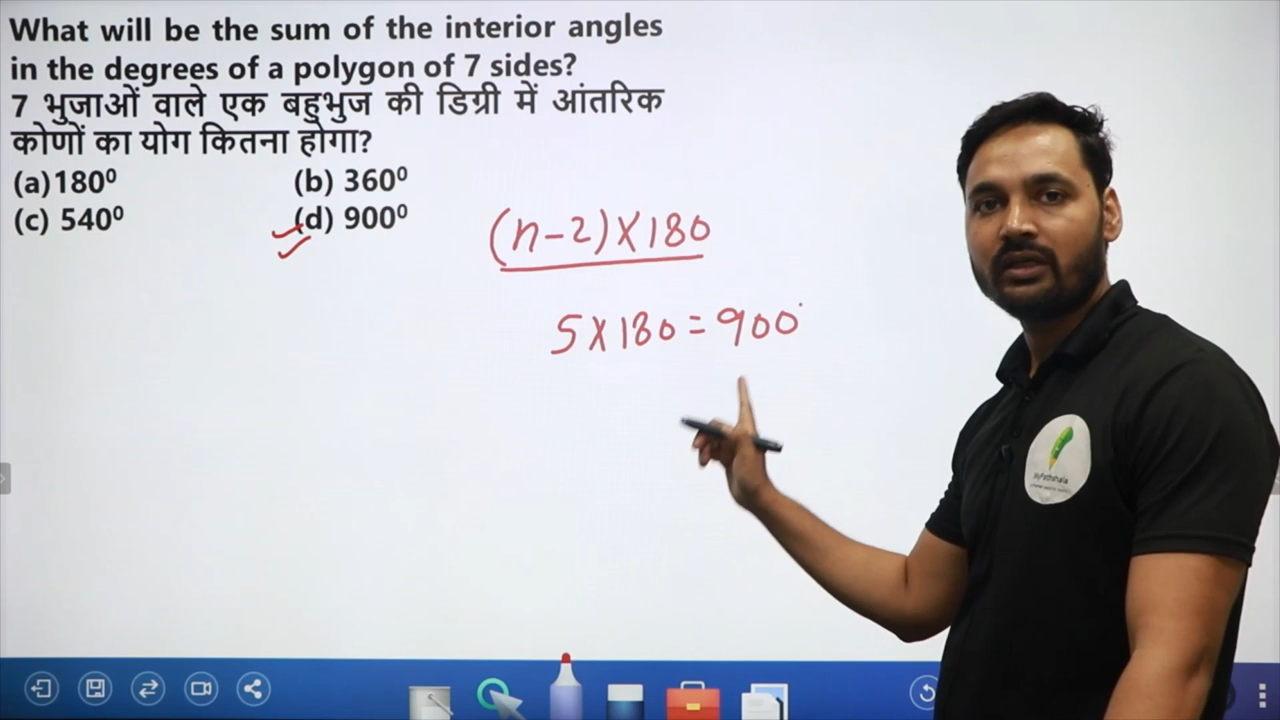 What will be the sum of the interior angles
in the degrees of a polygon of 7 sides?
7 भुजाओं वाले एक बहुभुज की डिग्री में आंतरिक
कोणों का योग कितना होगा?
(a)180⁰ (b) 360⁰
(c) 540⁰ (d) 900⁰
(n-2)×180
5×180=900°
MyPathshala